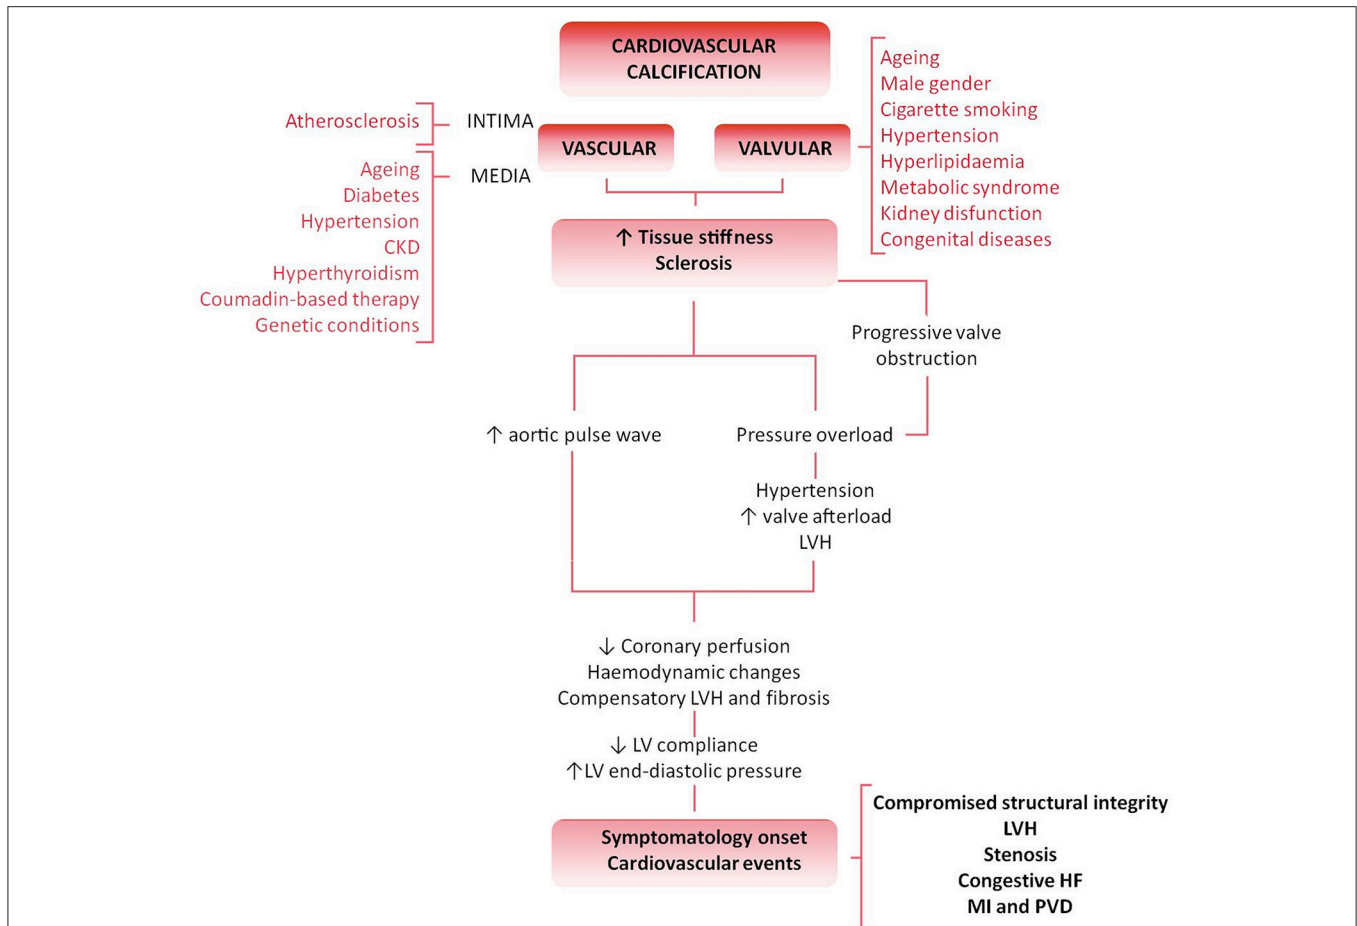 CARDIOVASCULAR
CALCIFICATION
Atherosclerosis
INTIMA
VASCULAR
VALVULAR
Ageing
Male gender
Cigarette smoking
Hypertension
Hyperlipidaemia
Metabolic syndrome
Kidney disfunction
Congenital diseases
Ageing
Diabetes
Hypertension
CKD
Hyperthyroidism
Coumadin-based therapy
Genetic conditions
MEDIA
↑ Tissue stiffness
Sclerosis
Progressive valve
obstruction
↑ aortic pulse wave
Pressure overload
Hypertension
↑ valve afterload
LVH
↓ Coronary perfusion
Haemodynamic changes
Compensatory LVH and fibrosis
↓ LV compliance
↑LV end-diastolic pressure
Symptomatology onset
Cardiovascular events
Compromised structural integrity
LVH
Stenosis
Congestive HF
MI and PVD